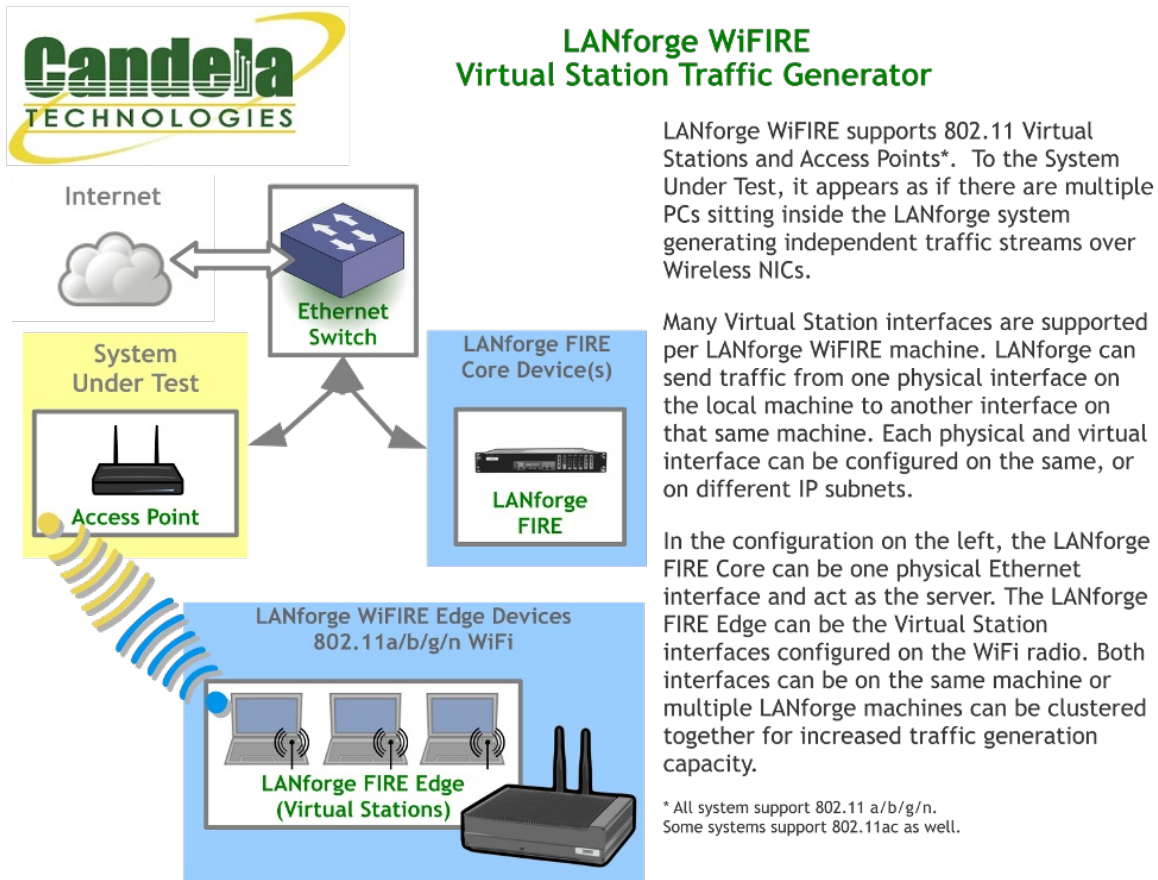 Candela
TECHNOLOGIES
LANforge WiFIRE
Virtual Station Traffic Generator
Internet
Ethernet
Switch
System
Under Test
Access Point
LANforge FIRE
Core Device(s)
LANforge
FIRE
LANforge WiFIRE Edge Devices
802.11a/b/g/n WiFi
LANforge FIRE Edge
(Virtual Stations)
LANforge WiFIRE supports 802.11 Virtual
Stations and Access Points*.  To the System
Under Test, it appears as if there are multiple
PCs sitting inside the LANforge system
generating independent traffic streams over
Wireless NICs.
Many Virtual Station interfaces are supported
per LANforge WiFIRE machine. LANforge can
send traffic from one physical interface on
the local machine to another interface on
that same machine. Each physical and virtual
interface can be configured on the same, or
on different IP subnets.
In the configuration on the left, the LANforge
FIRE Core can be one physical Ethernet
interface and act as the server. The LANforge
FIRE Edge can be the Virtual Station
interfaces configured on the WiFi radio. Both
interfaces can be on the same machine or
multiple LANforge machines can be clustered
together for increased traffic generation
capacity.
* All system support 802.11 a/b/g/n.
Some systems support 802.11ac as well.